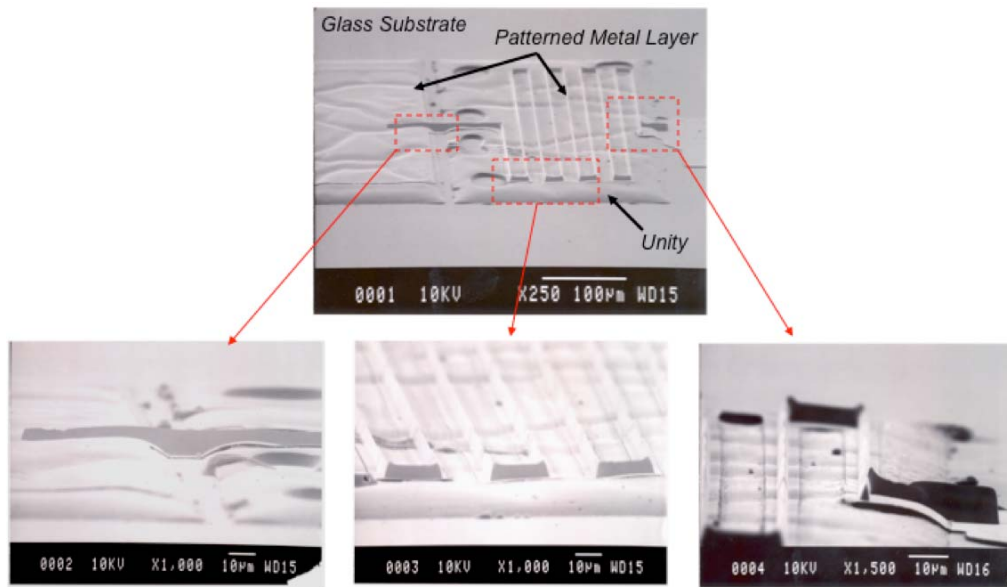 Glass Substrate
Patterned Metal Layer
Unity
0001 10KV X250 100µm WD15
0002 10KV X1,000 10µm WD15
0003 10KV X1,000 10µm WD15
0004 10KV X1,500 10µm WD16